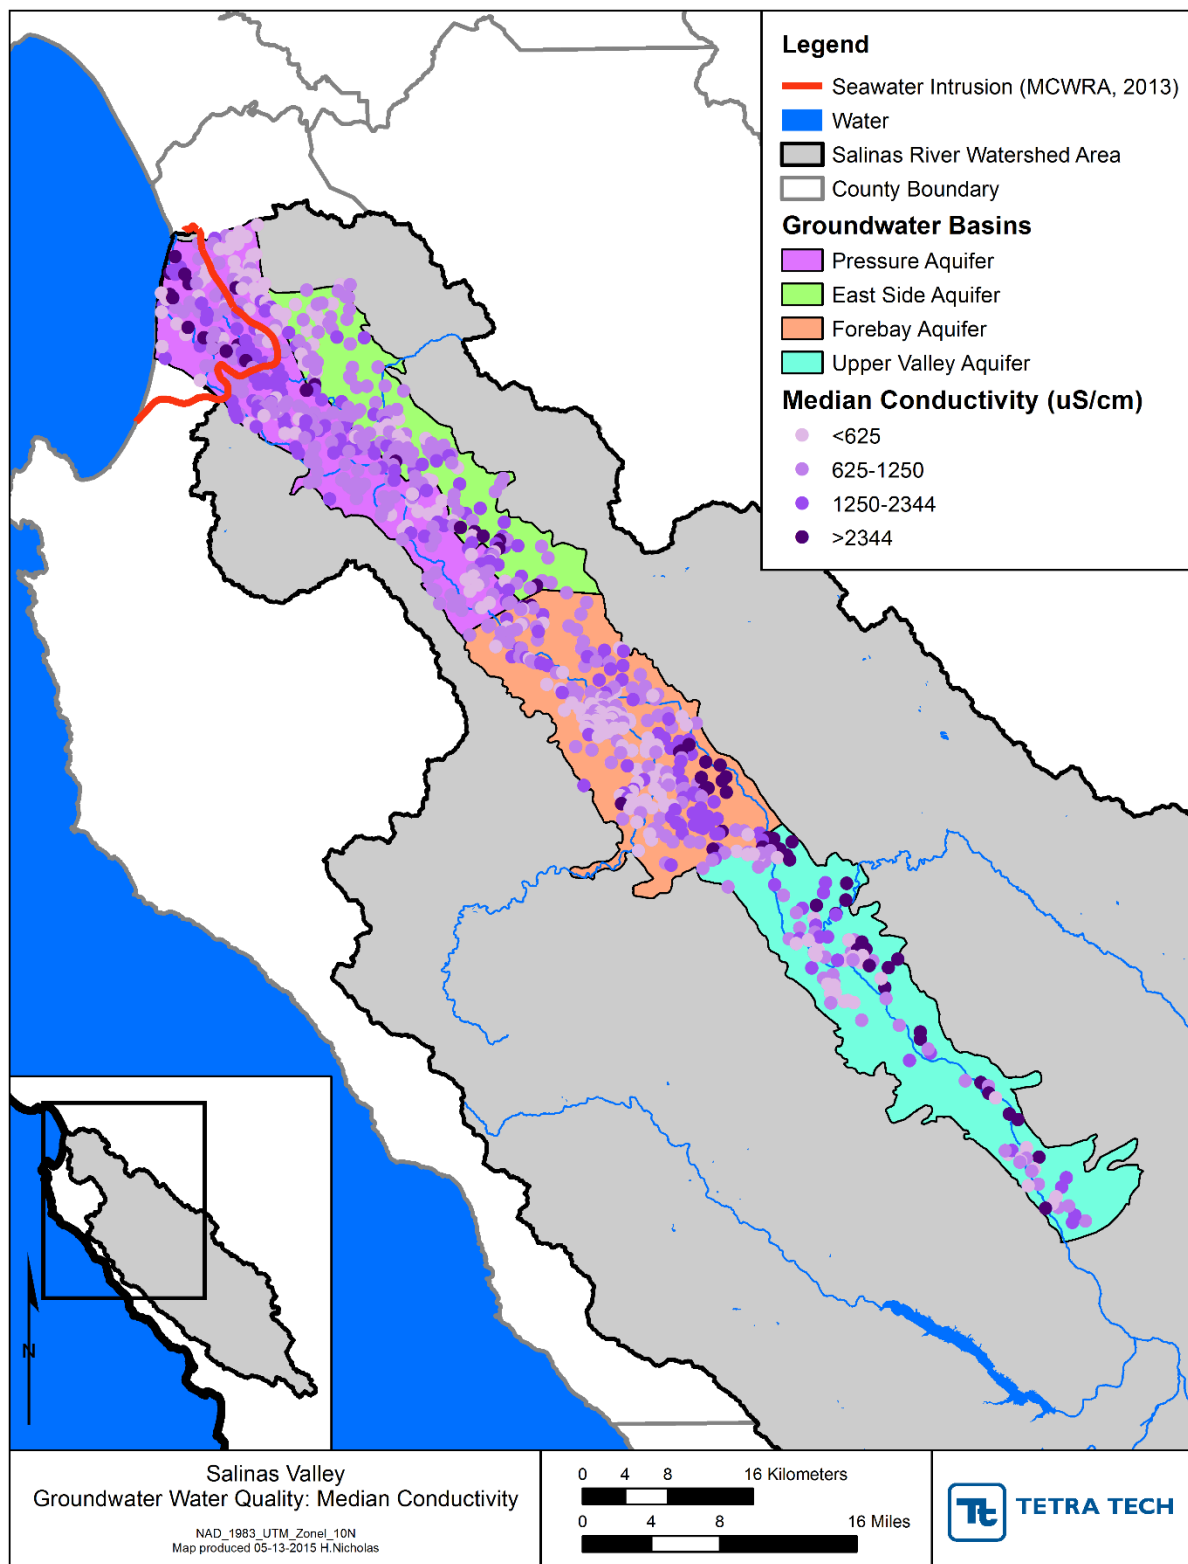 Legend
Seawater Intrusion (MCWRA, 2013)
Water
Salinas River Watershed Area
County Boundary
Groundwater Basins
Pressure Aquifer
East Side Aquifer
Forebay Aquifer
Upper Valley Aquifer
Median Conductivity (uS/cm)
<625
625-1250
1250-2344
>2344
N
Salinas Valley
Groundwater Water Quality: Median Conductivity
NAD_1983_UTM_Zonel_10N
Map produced 05-13-2015 H.Nicholas
0 4 8 16 Kilometers
0 4 8 16 Miles
Tt TETRA TECH